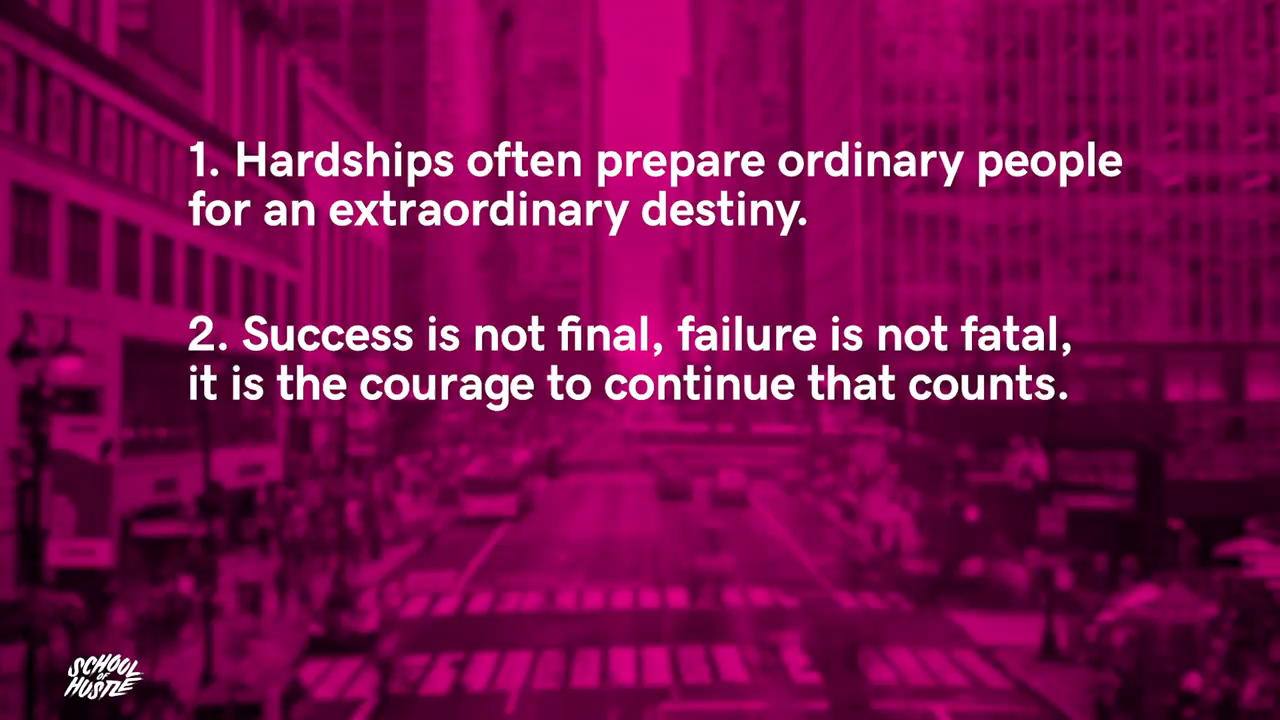 1. Hardships often prepare ordinary people
for an extraordinary destiny.
2. Success is not final, failure is not fatal,
it is the courage to continue that counts.
SCHOOL
OF
HUSTLE